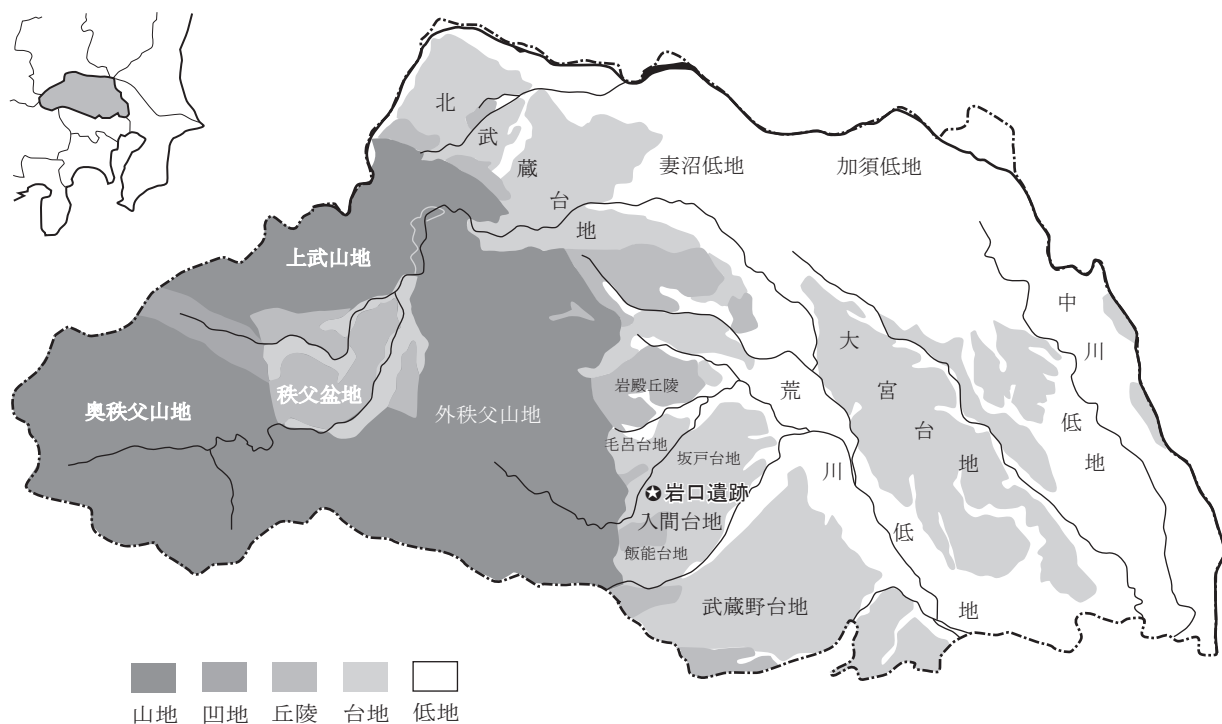 北武蔵台地
妻沼低地
加須低地
上武山地
中川低地
大宮台地
荒川低地
秩父盆地
岩殿丘陵
奥秩父山地
外秩父山地
毛呂台地
坂戸台地
岩口遺跡
入間台地
飯能台地
武蔵野台地
山地 凹地 丘陵 台地 低地